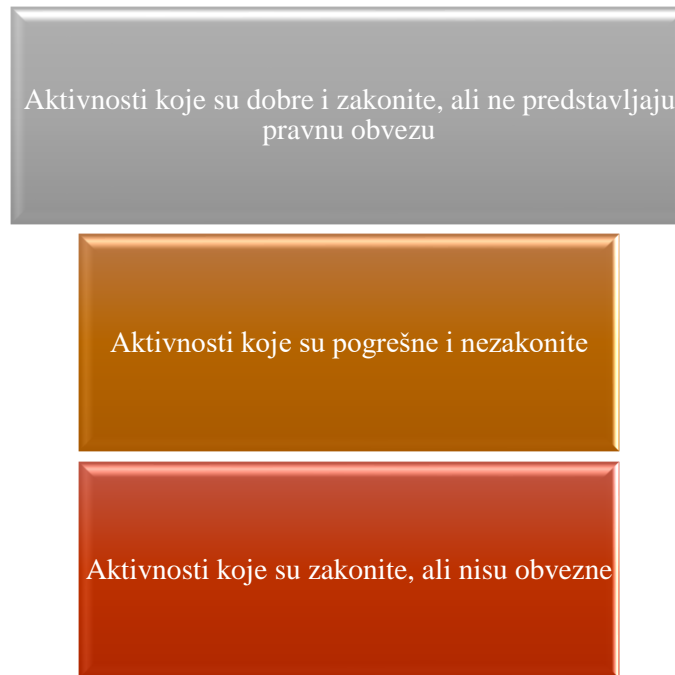 Aktivnosti koje su dobre i zakonite, ali ne predstavljaju
pravnu obvezu
Aktivnosti koje su pogrešne i nezakonite
Aktivnosti koje su zakonite, ali nisu obvezne